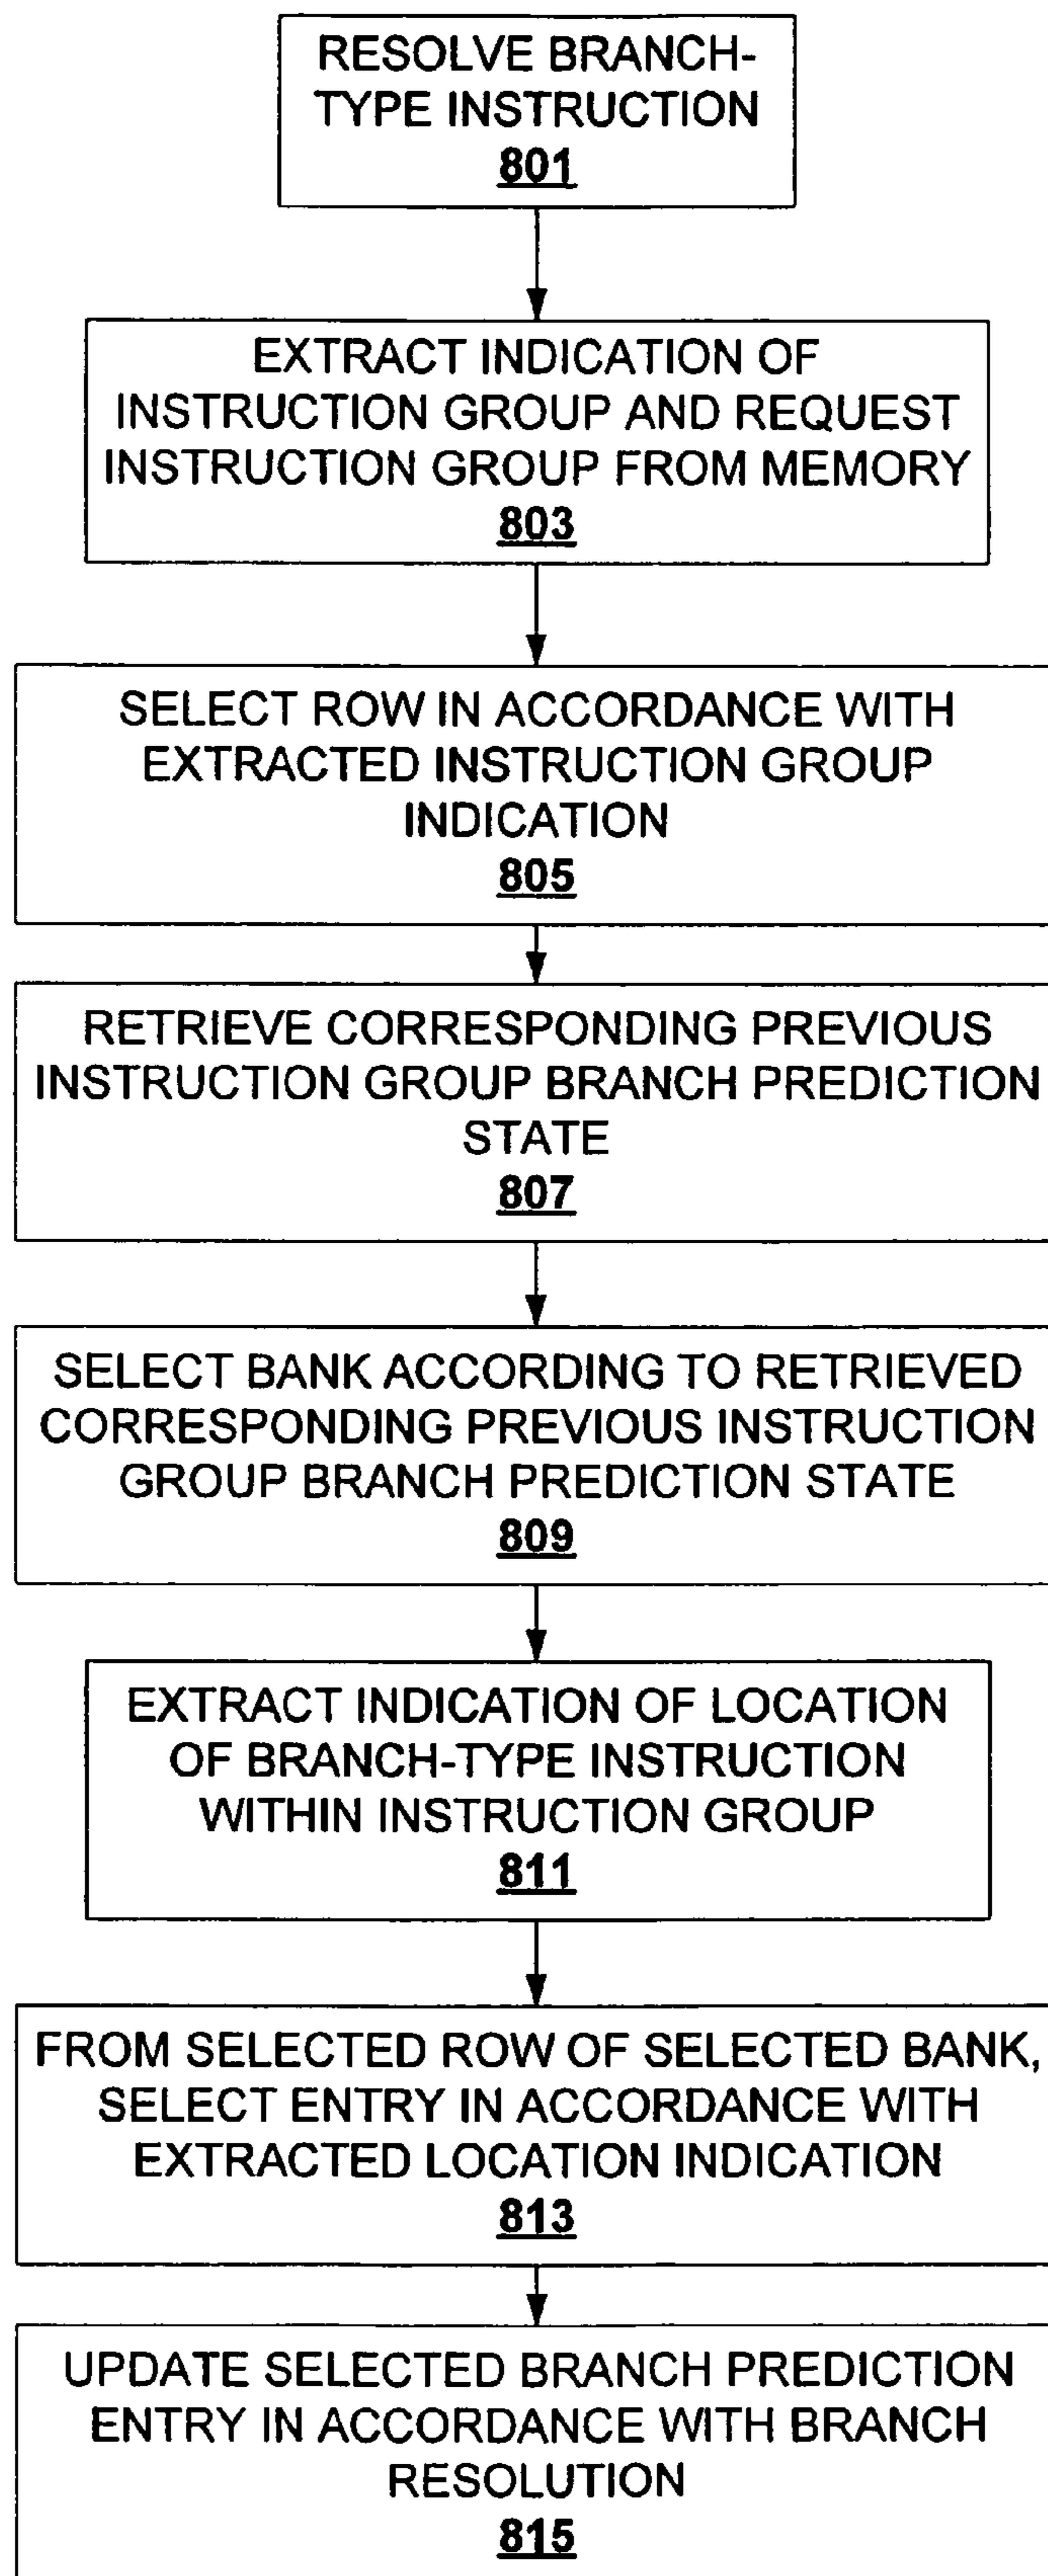 RESOLVE BRANCH-
TYPE INSTRUCTION
801
EXTRACT INDICATION OF
INSTRUCTION GROUP AND REQUEST
INSTRUCTION GROUP FROM MEMORY
803
SELECT ROW IN ACCORDANCE WITH
EXTRACTED INSTRUCTION GROUP
INDICATION
805
RETRIEVE CORRESPONDING PREVIOUS
INSTRUCTION GROUP BRANCH PREDICTION
STATE
807
SELECT BANK ACCORDING TO RETRIEVED
CORRESPONDING PREVIOUS INSTRUCTION
GROUP BRANCH PREDICTION STATE
809
EXTRACT INDICATION OF LOCATION
OF BRANCH-TYPE INSTRUCTION
WITHIN INSTRUCTION GROUP
811
FROM SELECTED ROW OF SELECTED BANK,
SELECT ENTRY IN ACCORDANCE WITH
EXTRACTED LOCATION INDICATION
813
UPDATE SELECTED BRANCH PREDICTION
ENTRY IN ACCORDANCE WITH BRANCH
RESOLUTION
815